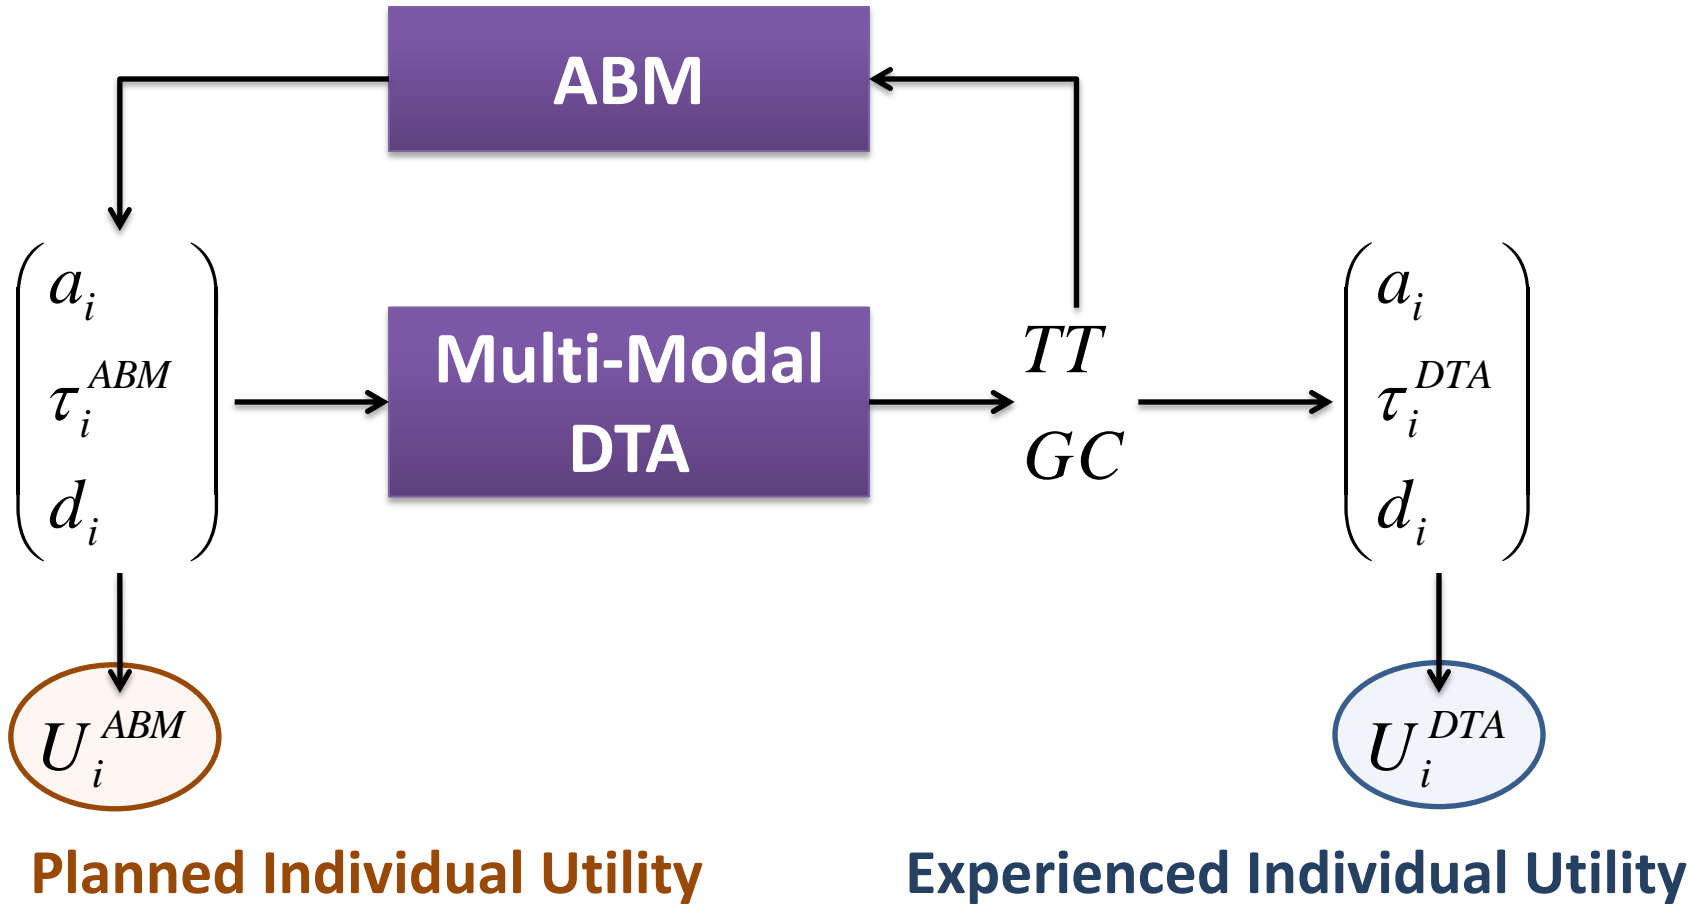 ABM
a_i
τ_i^ABM
d_i
Multi-Modal
DTA
TT
GC
a_i
τ_i^DTA
d_i
U_i^ABM
U_i^DTA
Planned Individual Utility
Experienced Individual Utility